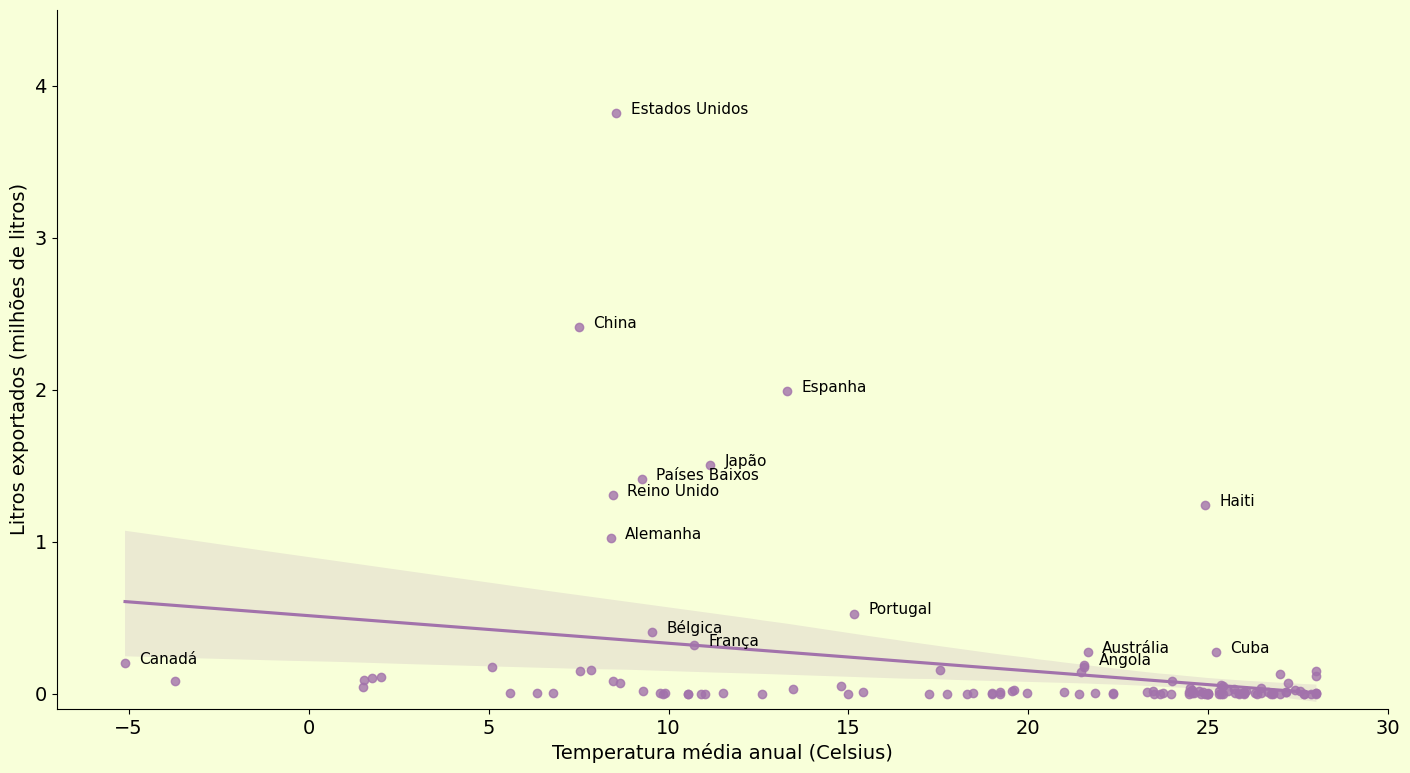 4
Estados Unidos
3
China
2
Espanha
Japão
Países Baixos
Reino Unido
Haiti
Alemanha
1
Portugal
Bélgica
França
Austrália
Cuba
Angola
Canadá
0
−5
0
5
10
15
20
25
30
Temperatura média anual (Celsius)
Litros exportados (milhões de litros)